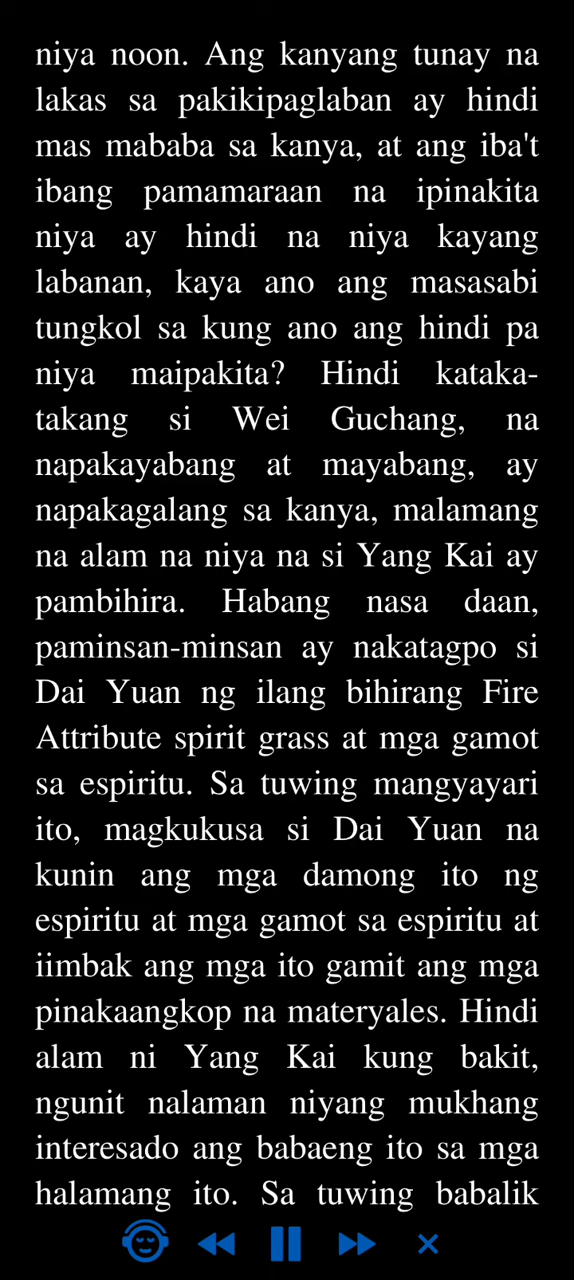 niya noon. Ang kanyang tunay na
lakas sa pakikipaglaban ay hindi
mas mababa sa kanya, at ang iba't
ibang pamamaraan na ipinakita
niya ay hindi na niya kayang
labanan, kaya ano ang masasabi
tungkol sa kung ano ang hindi pa
niya maipakita? Hindi kataka-
takang si Wei Guchang, na
napakayabang at mayabang, ay
napakagalang sa kanya, malamang
na alam na niya na si Yang Kai ay
pambihira. Habang nasa daan,
paminsan-minsan ay nakatagpo si
Dai Yuan ng ilang bihirang Fire
Attribute spirit grass at mga gamot
sa espiritu. Sa tuwing mangyayari
ito, magkukusa si Dai Yuan na
kunin ang mga damong ito ng
espiritu at mga gamot sa espiritu at
iimbak ang mga ito gamit ang mga
pinakaangkop na materyales. Hindi
alam ni Yang Kai kung bakit,
ngunit nalaman niyang mukhang
interesado ang babaeng ito sa mga
halamang ito. Sa tuwing babalik